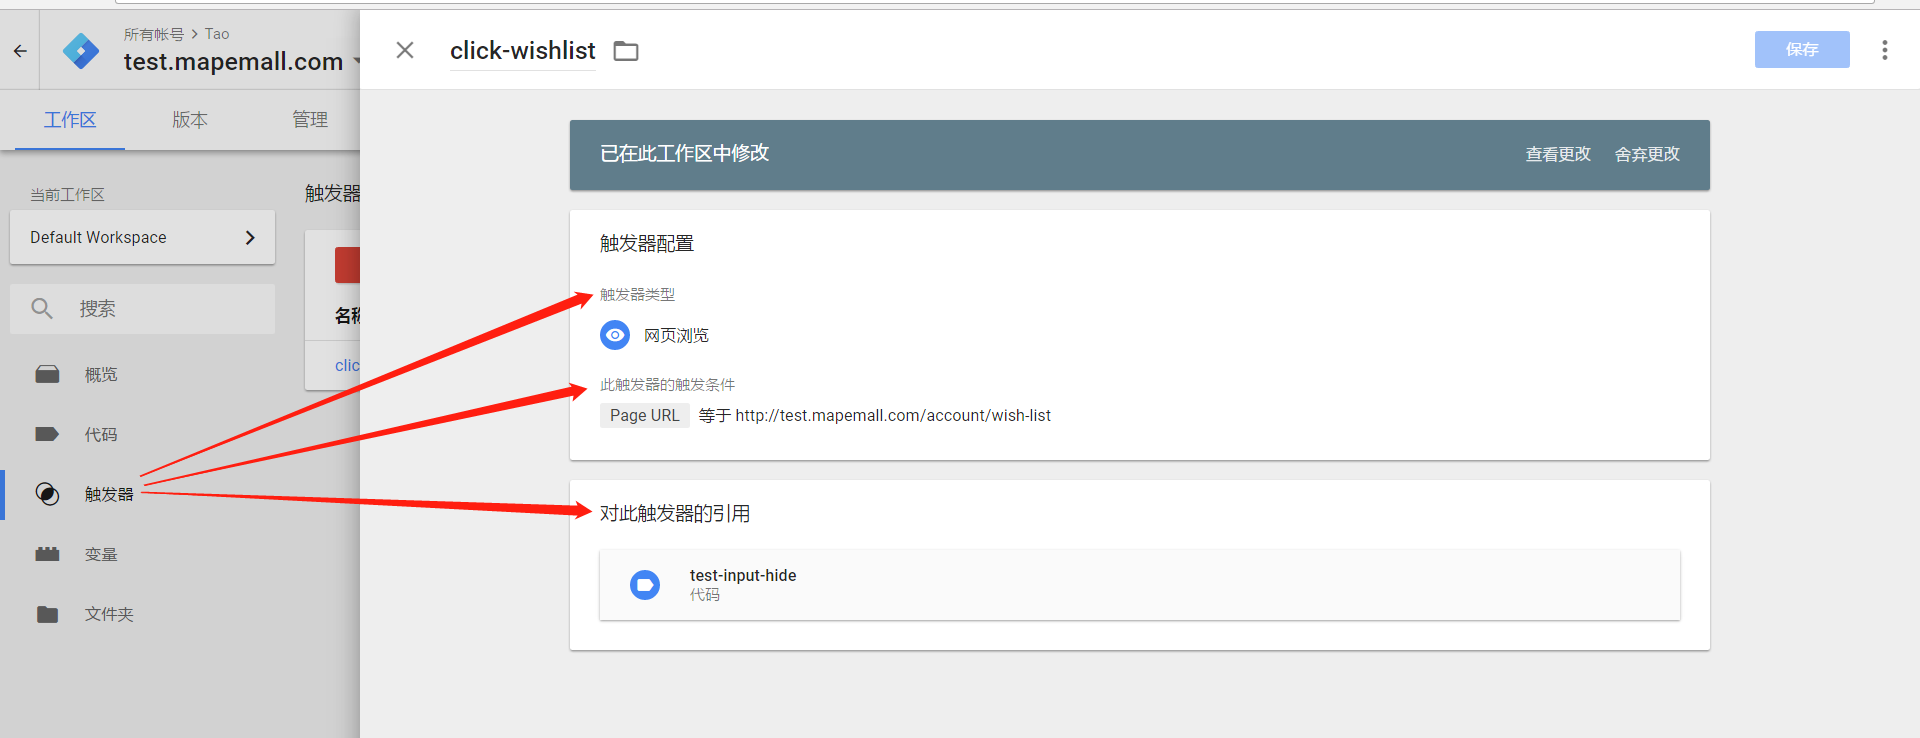 所有帐号 > Tao
test.mapemall.com
click-wishlist
保存
工作区
版本
管理
已在此工作区中修改
查看更改
舍弃更改
当前工作区
触发器
Default Workspace
触发器配置
搜索
名称
触发器类型
网页浏览
clic
概览
此触发器的触发条件
Page URL 等于 http://test.mapemall.com/account/wish-list
代码
触发器
对此触发器的引用
变量
test-input-hide
代码
文件夹